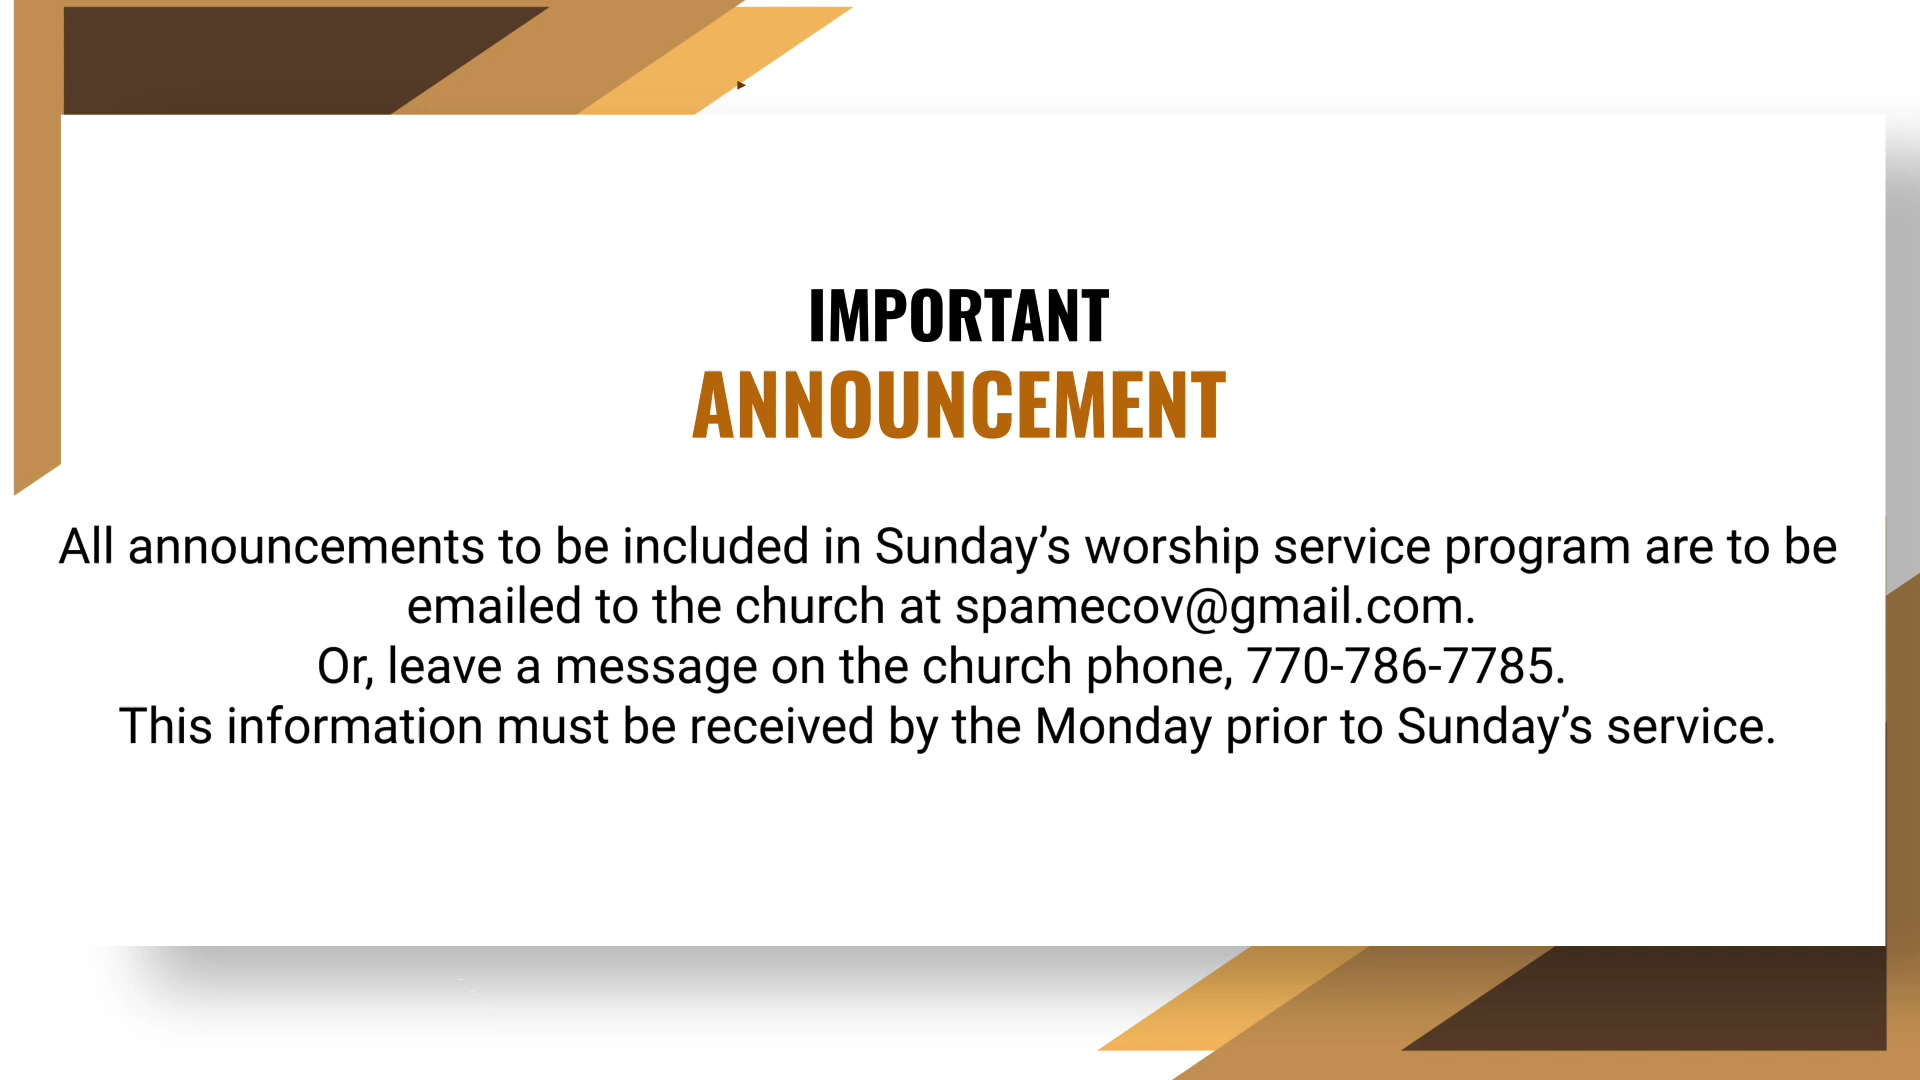 IMPORTANT
ANNOUNCEMENT
All announcements to be included in Sunday’s worship service program are to be
emailed to the church at spamecov@gmail.com.
Or, leave a message on the church phone, 770-786-7785.
This information must be received by the Monday prior to Sunday’s service.